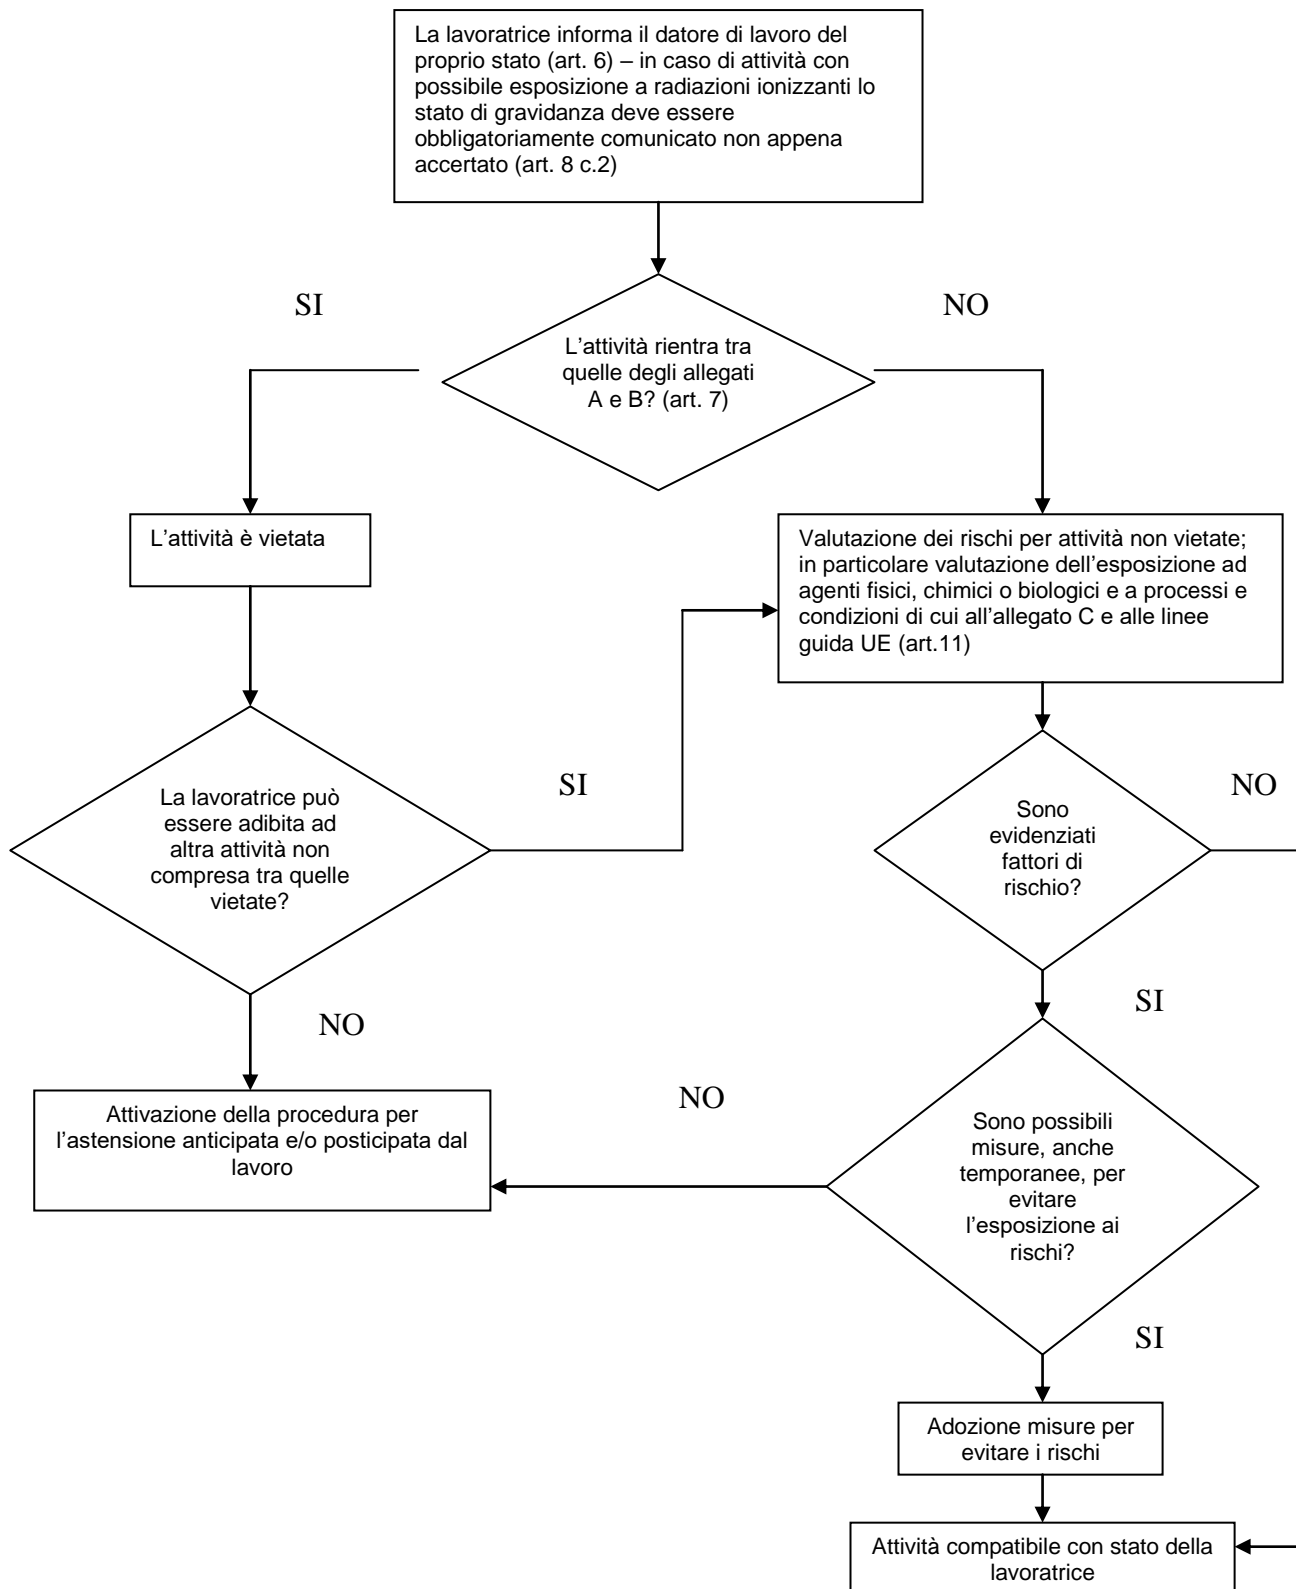 La lavoratrice informa il datore di lavoro del
proprio stato (art. 6) – in caso di attività con
possibile esposizione a radiazioni ionizzanti lo
stato di gravidanza deve essere
obbligatoriamente comunicato non appena
accertato (art. 8 c.2)
SI
NO
L’attività rientra tra
quelle degli allegati
A e B? (art. 7)
L’attività è vietata
Valutazione dei rischi per attività non vietate;
in particolare valutazione dell’esposizione ad
agenti fisici, chimici o biologici e a processi e
condizioni di cui all’allegato C e alle linee
guida UE (art.11)
La lavoratrice può
essere adibita ad
altra attività non
compresa tra quelle
vietate?
SI
Sono
evidenziati
fattori di
rischio?
NO
NO
SI
Attivazione della procedura per
l’astensione anticipata e/o posticipata dal
lavoro
NO
Sono possibili
misure, anche
temporanee, per
evitare
l’esposizione ai
rischi?
SI
Adozione misure per
evitare i rischi
Attività compatibile con stato della
lavoratrice